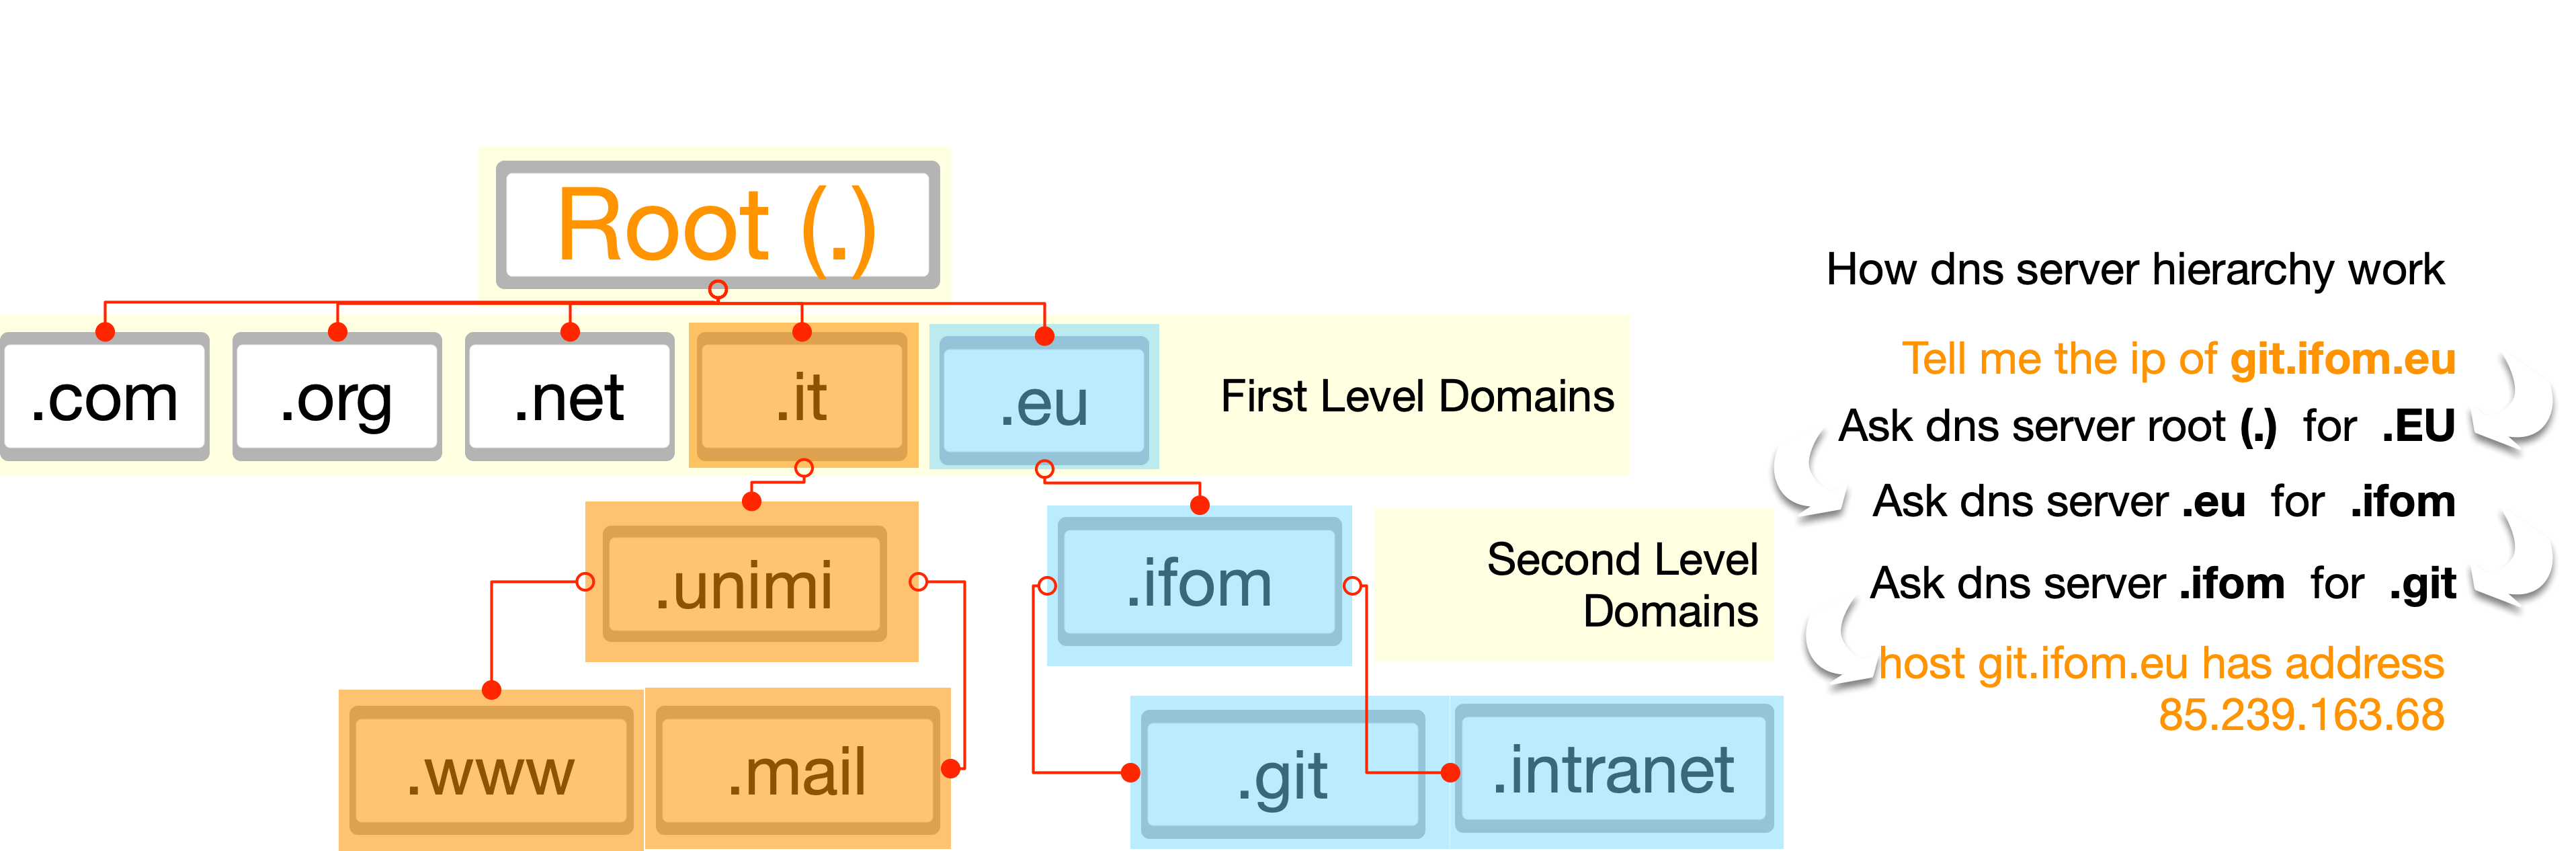 Root (.)
.com
.org
.net
.it
.eu
First Level Domains
.unimi
.ifom
Second Level
Domains
.www
.mail
.git
.intranet
How dns server hierarchy work
Tell me the ip of git.ifom.eu
Ask dns server root (.) for .EU
Ask dns server .eu for .ifom
Ask dns server .ifom for .git
host git.ifom.eu has address
85.239.163.68